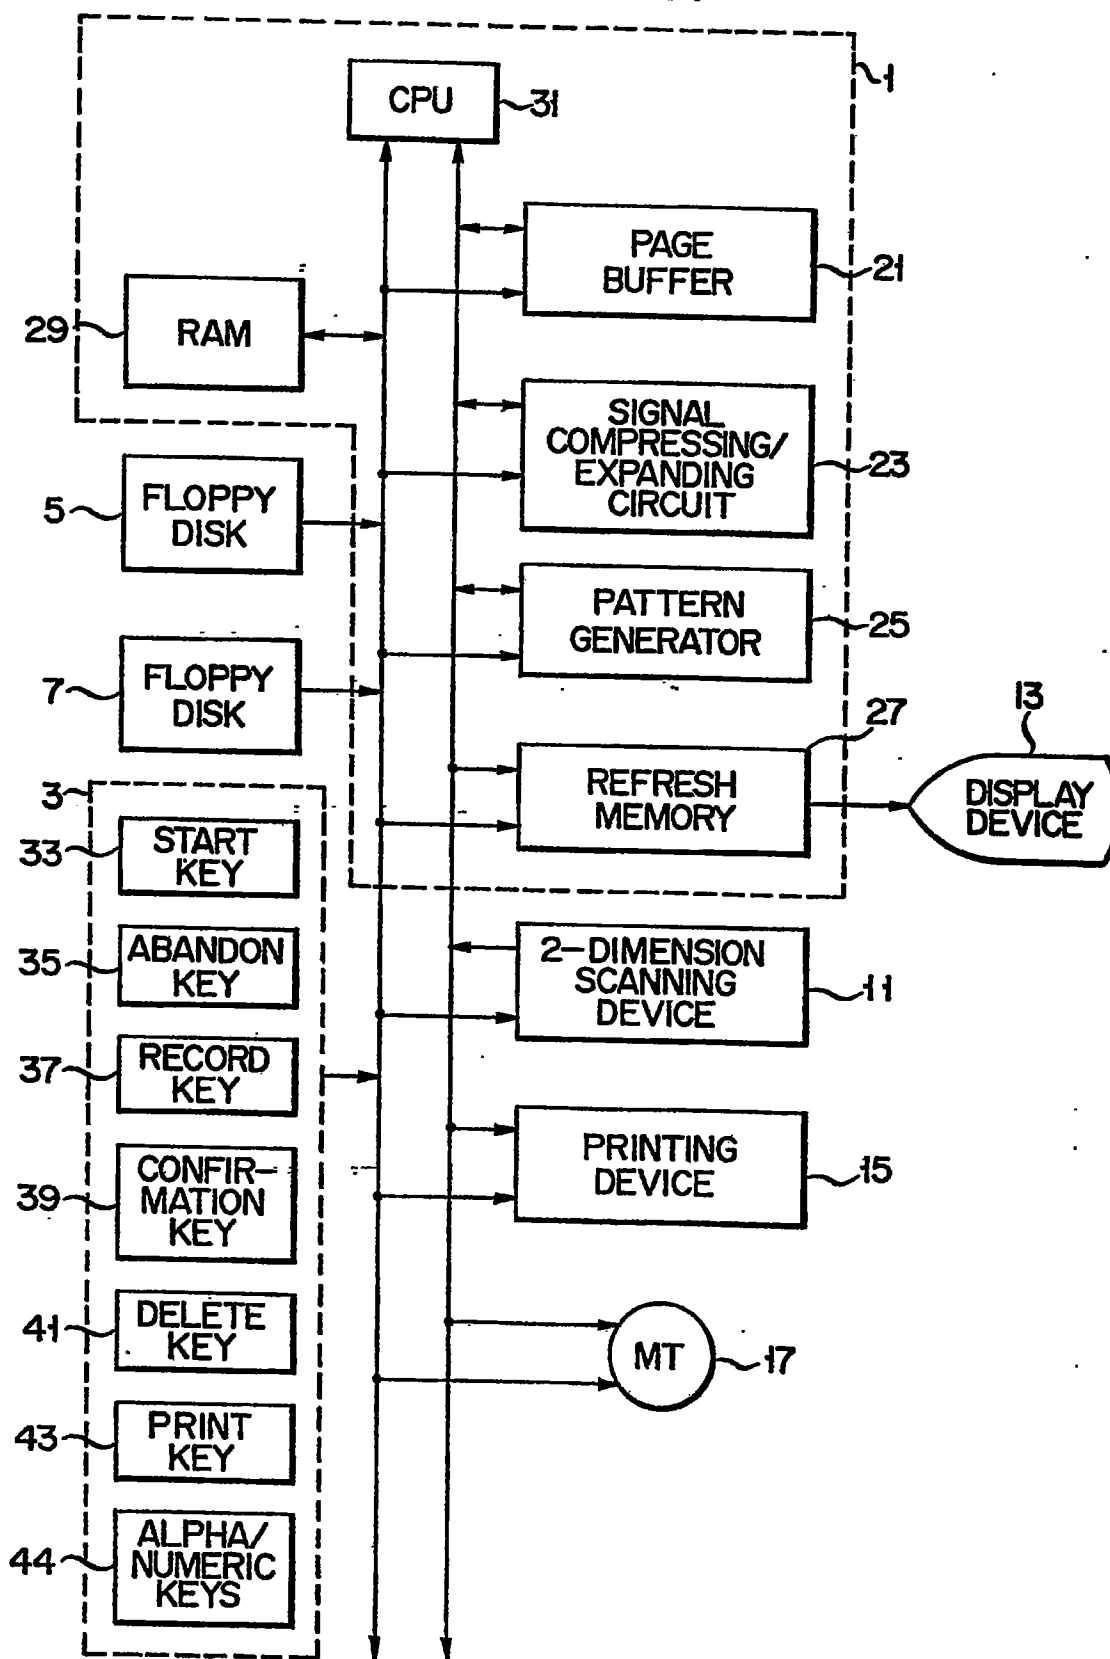 1
CPU
31
PAGE
BUFFER
21
29
RAM
SIGNAL
COMPRESSING/
EXPANDING
CIRCUIT
23
5
FLOPPY
DISK
PATTERN
GENERATOR
25
7
FLOPPY
DISK
27
13
REFRESH
MEMORY
DISPLAY
DEVICE
3
33
START
KEY
35
ABANDON
KEY
2-DIMENSION
SCANNING
DEVICE
11
37
RECORD
KEY
PRINTING
DEVICE
15
39
CONFIR-
MATION
KEY
41
DELETE
KEY
MT
17
43
PRINT
KEY
44
ALPHA/
NUMERIC
KEYS